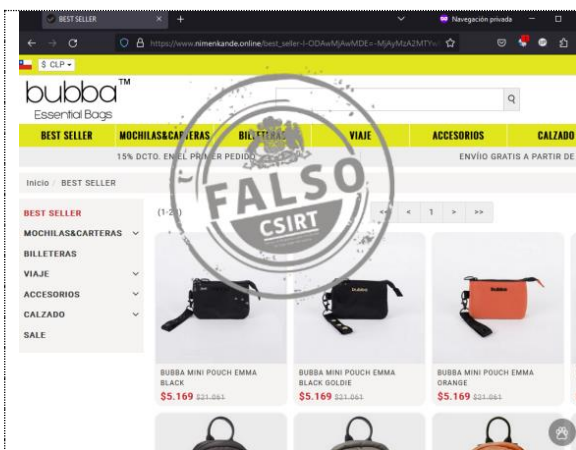 BEST SELLER
Navegación privada
https://www.nimenkande.online/best_seller-l-ODAwMjAwMDE=-MjAyMzA2MTYw
$ CLP
bubba™
Essential Bags
BEST SELLER MOCHILAS&CARTERAS BILLETERAS VIAJE ACCESORIOS CALZADO
15% DCTO. EN EL PRIMER PEDIDO ENVÍO GRATIS A PARTIR DE
Inicio / BEST SELLER
FALSO
CSIRT
BEST SELLER
MOCHILAS&CARTERAS
BILLETERAS
VIAJE
ACCESORIOS
CALZADO
SALE
<< < 1 > >>
BUBBA MINI POUCH EMMA
BLACK
$5.169 $21.061
BUBBA MINI POUCH EMMA
BLACK GOLDIE
$5.169 $21.061
BUBBA MINI POUCH EMMA
ORANGE
$5.169 $21.061